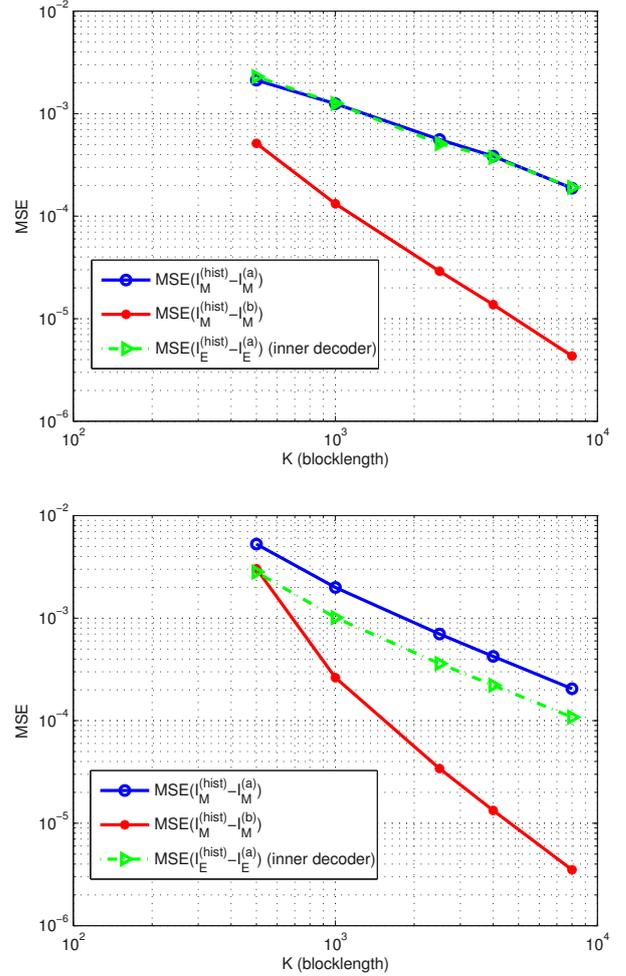 10^−2
10^−3
10^−4
10^−5
10^−6
MSE
MSE(I_M^(hist)−I_M^(a))
MSE(I_M^(hist)−I_M^(b))
MSE(I_E^(hist)−I_E^(a)) (inner decoder)
10^2 10^3 10^4
K (blocklength)
10^−2
10^−3
10^−4
10^−5
10^−6
MSE
MSE(I_M^(hist)−I_M^(a))
MSE(I_M^(hist)−I_M^(b))
MSE(I_E^(hist)−I_E^(a)) (inner decoder)
10^2 10^3 10^4
K (blocklength)